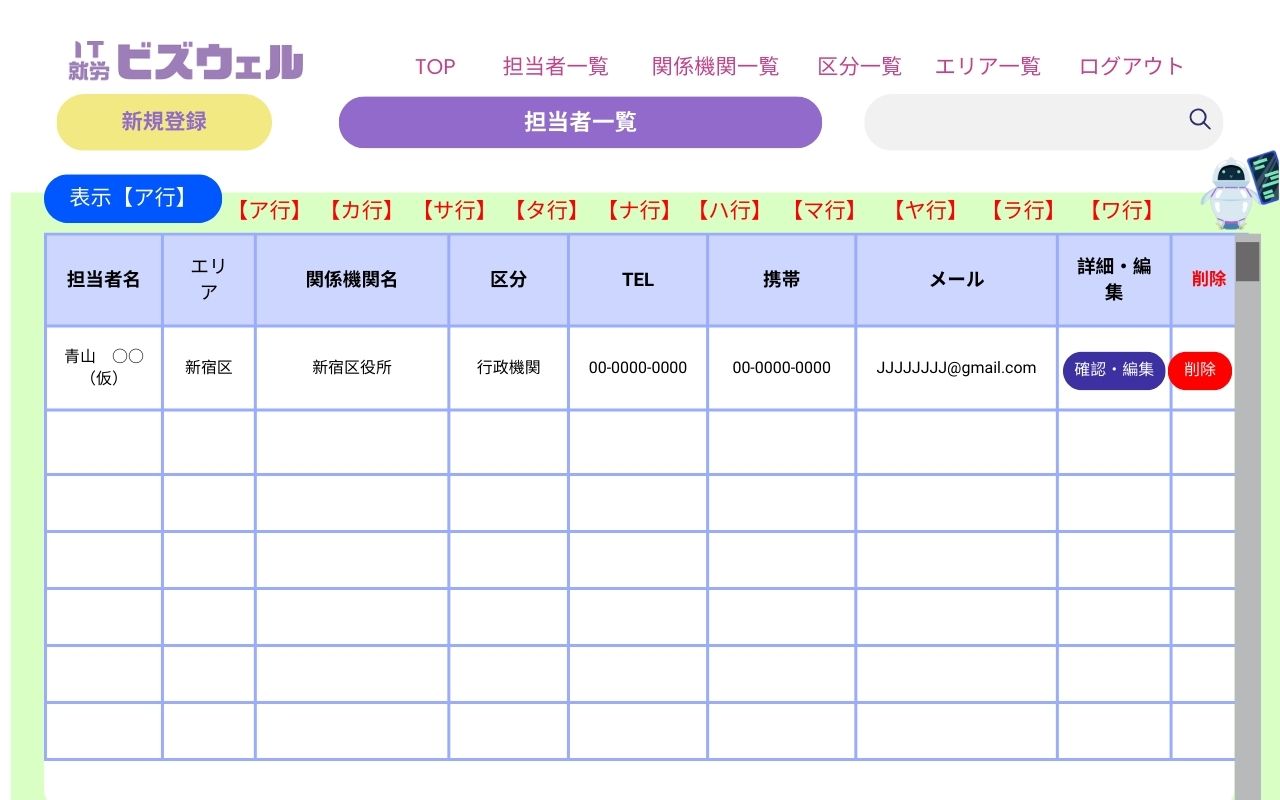 IT
就労 ビズウェル
TOP 担当者一覧 関係機関一覧 区分一覧 エリア一覧 ログアウト
新規登録 担当者一覧
表示【ア行】 【ア行】 【カ行】 【サ行】 【タ行】 【ナ行】 【ハ行】 【マ行】 【ヤ行】 【ラ行】 【ワ行】
担当者名 エリ
ア 関係機関名 区分 TEL 携帯 メール 詳細・編
集 削除
青山　〇〇
（仮） 新宿区 新宿区役所 行政機関 00-0000-0000 00-0000-0000 JJJJJJJJ@gmail.com 確認・編集 削除